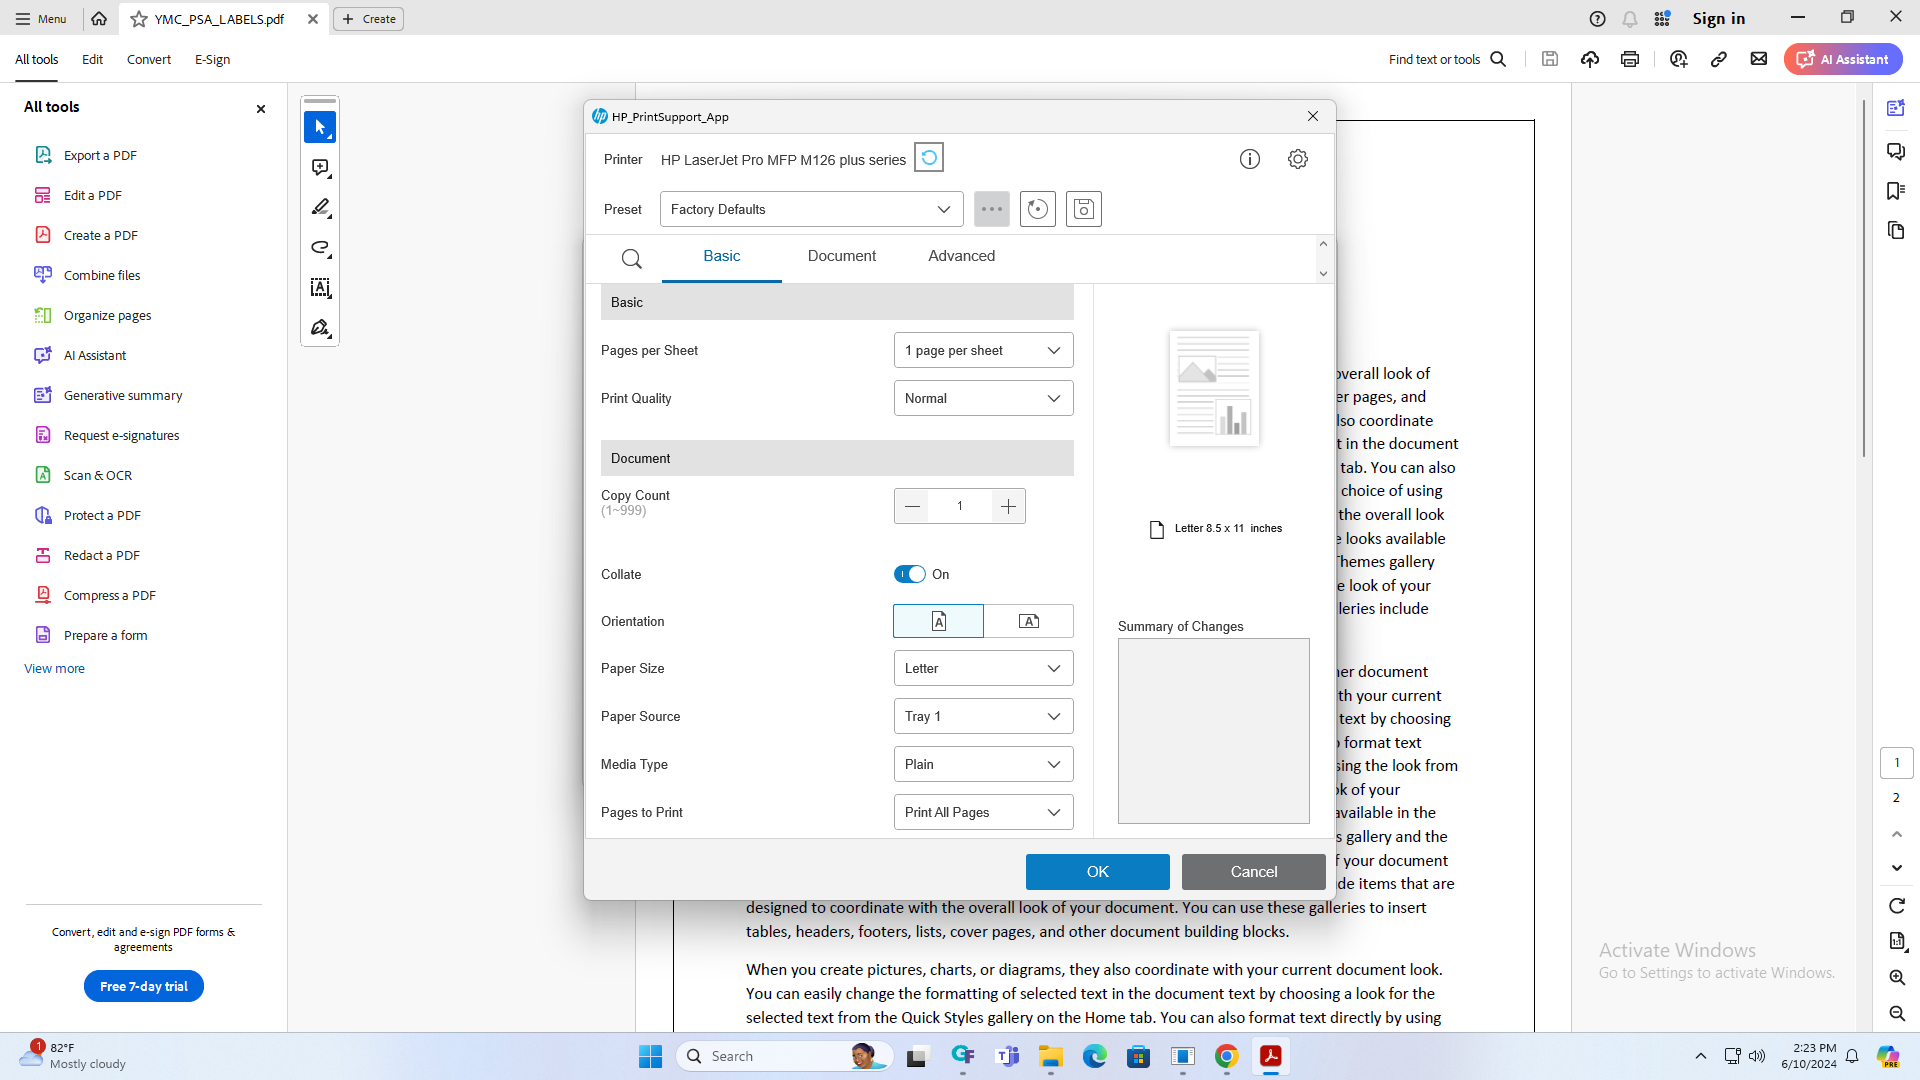 Menu
YMC_PSA_LABELS.pdf
Create
Sign in
All tools
Edit
Convert
E-Sign
Find text or tools
AI Assistant
All tools
Export a PDF
Edit a PDF
Create a PDF
Combine files
Organize pages
AI Assistant
Generative summary
Request e-signatures
Scan & OCR
Protect a PDF
Redact a PDF
Compress a PDF
Prepare a form
View more
Convert, edit and e-sign PDF forms &
agreements
Free 7-day trial
HP_PrintSupport_App
Printer HP LaserJet Pro MFP M126 plus series
Preset Factory Defaults
Basic Document Advanced
Basic
Pages per Sheet 1 page per sheet
Print Quality Normal
Document
Copy Count 1
(1~999)
Collate On
Orientation A A
Paper Size Letter
Paper Source Tray 1
Media Type Plain
Pages to Print Print All Pages
Letter 8.5 x 11 inches
Summary of Changes
OK Cancel
overall look of
er pages, and
lso coordinate
t in the document
tab. You can also
choice of using
the overall look
e looks available
Themes gallery
e look of your
leries include
her document
th your current
text by choosing
o format text
sing the look from
ok of your
available in the
s gallery and the
f your document
de items that are
designed to coordinate with the overall look of your document. You can use these galleries to insert
tables, headers, footers, lists, cover pages, and other document building blocks.
When you create pictures, charts, or diagrams, they also coordinate with your current document look.
You can easily change the formatting of selected text in the document text by choosing a look for the
selected text from the Quick Styles gallery on the Home tab. You can also format text directly by using
1
2
Activate Windows
Go to Settings to activate Windows.
1
82°F
Mostly cloudy
Search
2:23 PM
6/10/2024
PRE